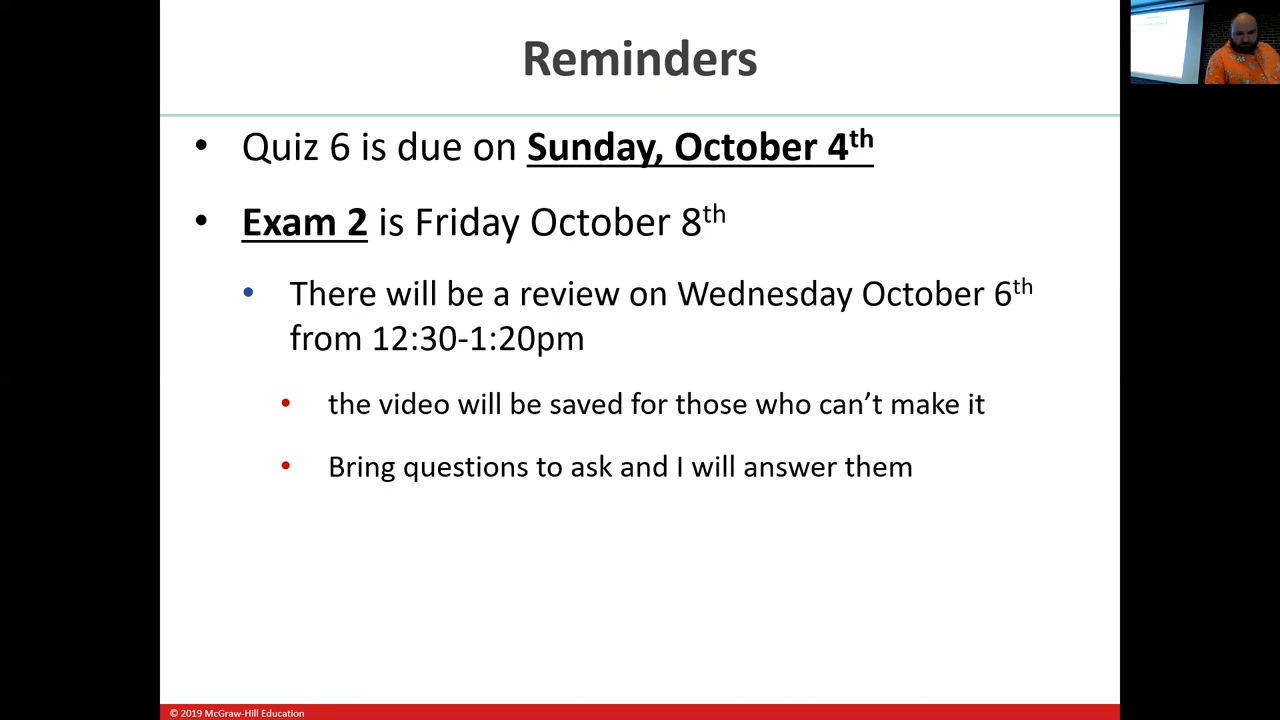 Reminders
• Quiz 6 is due on Sunday, October 4th
• Exam 2 is Friday October 8th
• There will be a review on Wednesday October 6th
from 12:30-1:20pm
• the video will be saved for those who can’t make it
• Bring questions to ask and I will answer them
© 2019 McGraw-Hill Education